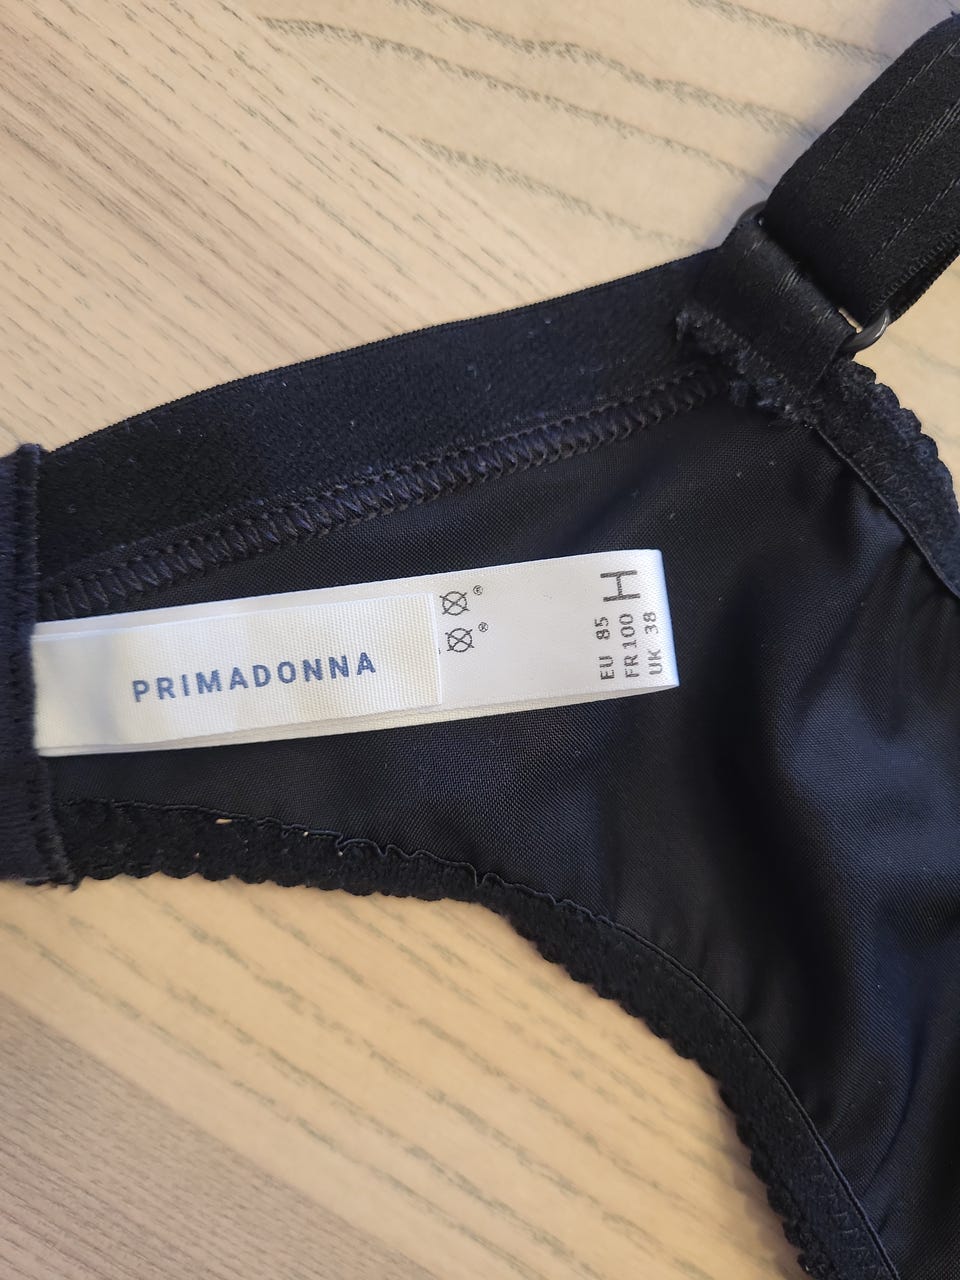 PRIMADONNA
®
®
EU 85
FR 100 H
UK 38